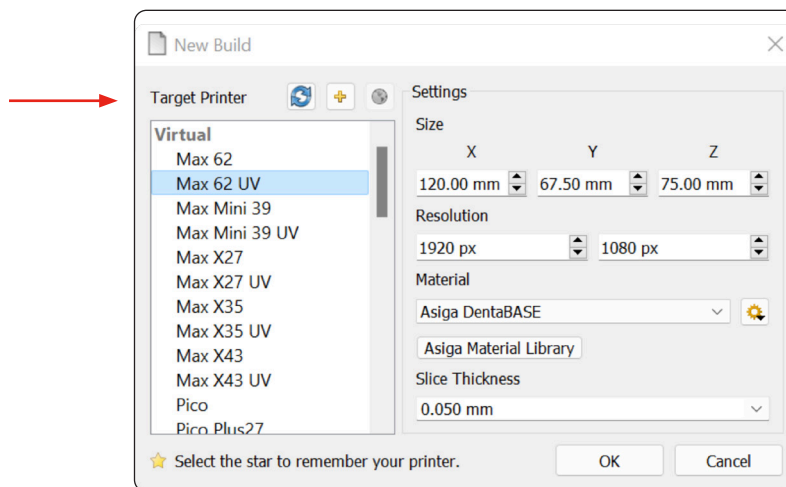 New Build
Target Printer
Virtual
Max 62
Max 62 UV
Max Mini 39
Max Mini 39 UV
Max X27
Max X27 UV
Max X35
Max X35 UV
Max X43
Max X43 UV
Pico
Pico Plus27
Settings
Size
X Y Z
120.00 mm 67.50 mm 75.00 mm
Resolution
1920 px 1080 px
Material
Asiga DentaBASE
Asiga Material Library
Slice Thickness
0.050 mm
Select the star to remember your printer.
OK Cancel